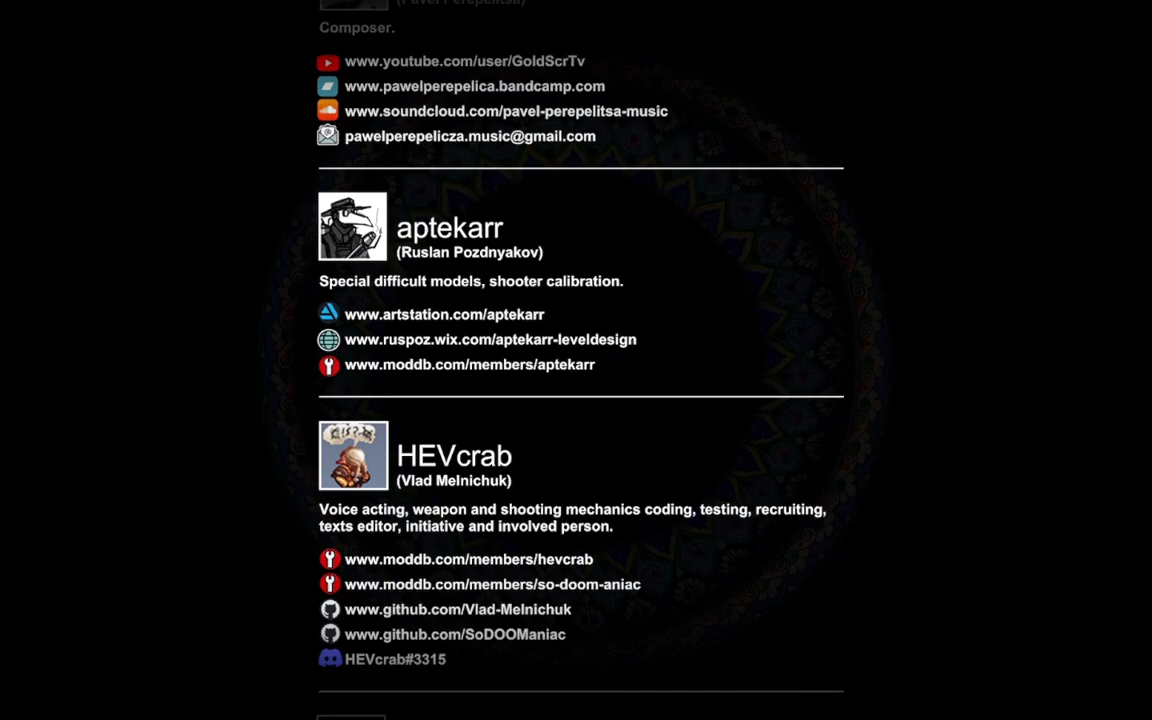 (Pavel Perepelitsa)
Composer.
www.youtube.com/user/GoldScrTv
www.pawelperepelica.bandcamp.com
www.soundcloud.com/pavel-perepelitsa-music
pawelperepelicza.music@gmail.com
aptekarr
(Ruslan Pozdnyakov)
Special difficult models, shooter calibration.
www.artstation.com/aptekarr
www.ruspoz.wix.com/aptekarr-leveldesign
www.moddb.com/members/aptekarr
HEVcrab
(Vlad Melnichuk)
Voice acting, weapon and shooting mechanics coding, testing, recruiting,
texts editor, initiative and involved person.
www.moddb.com/members/hevcrab
www.moddb.com/members/so-doom-aniac
www.github.com/Vlad-Melnichuk
www.github.com/SoDOOManiac
HEVcrab#3315